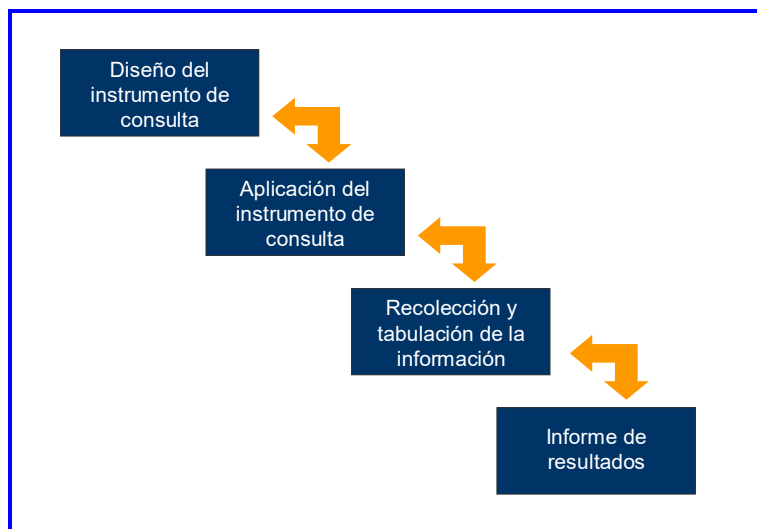 Diseño del
instrumento de
consulta
Aplicación del
instrumento de
consulta
Recolección y
tabulación de la
información
Informe de
resultados